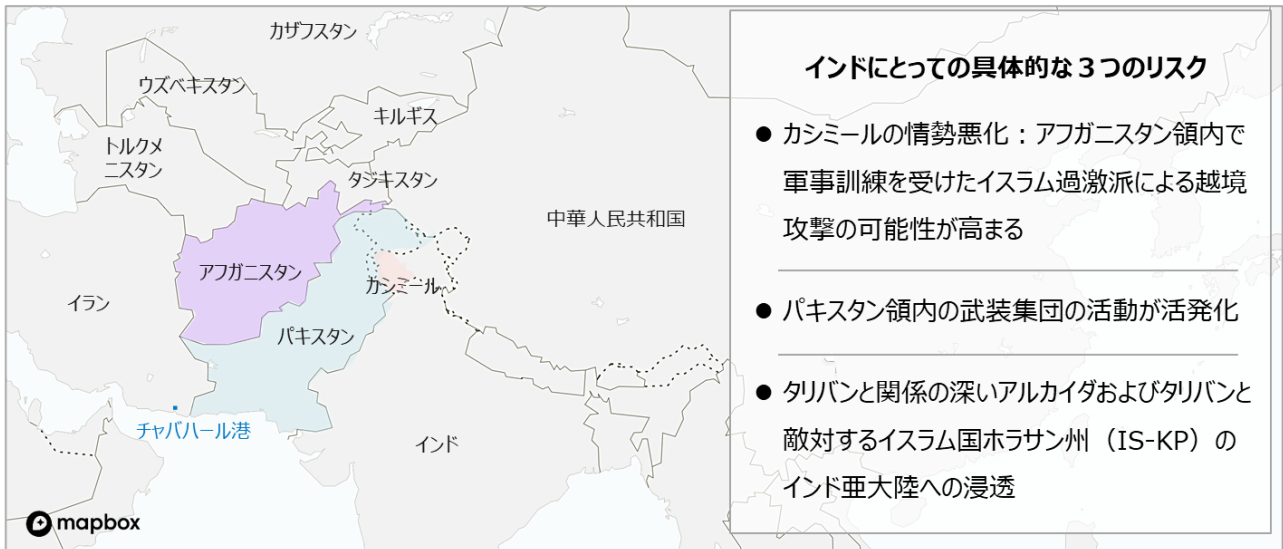 カザフスタン
ウズベキスタン
キルギス
トルクメ
ニスタン
タジキスタン
中華人民共和国
アフガニスタン
カシミール
イラン
パキスタン
チャバハール港
インド
mapbox
インドにとっての具体的な3つのリスク
● カシミールの情勢悪化:アフガニスタン領内で
軍事訓練を受けたイスラム過激派による越境
攻撃の可能性が高まる
● パキスタン領内の武装集団の活動が活発化
● タリバンと関係の深いアルカイダおよびタリバンと
敵対するイスラム国ホラサン州(IS-KP)の
インド亜大陸への浸透